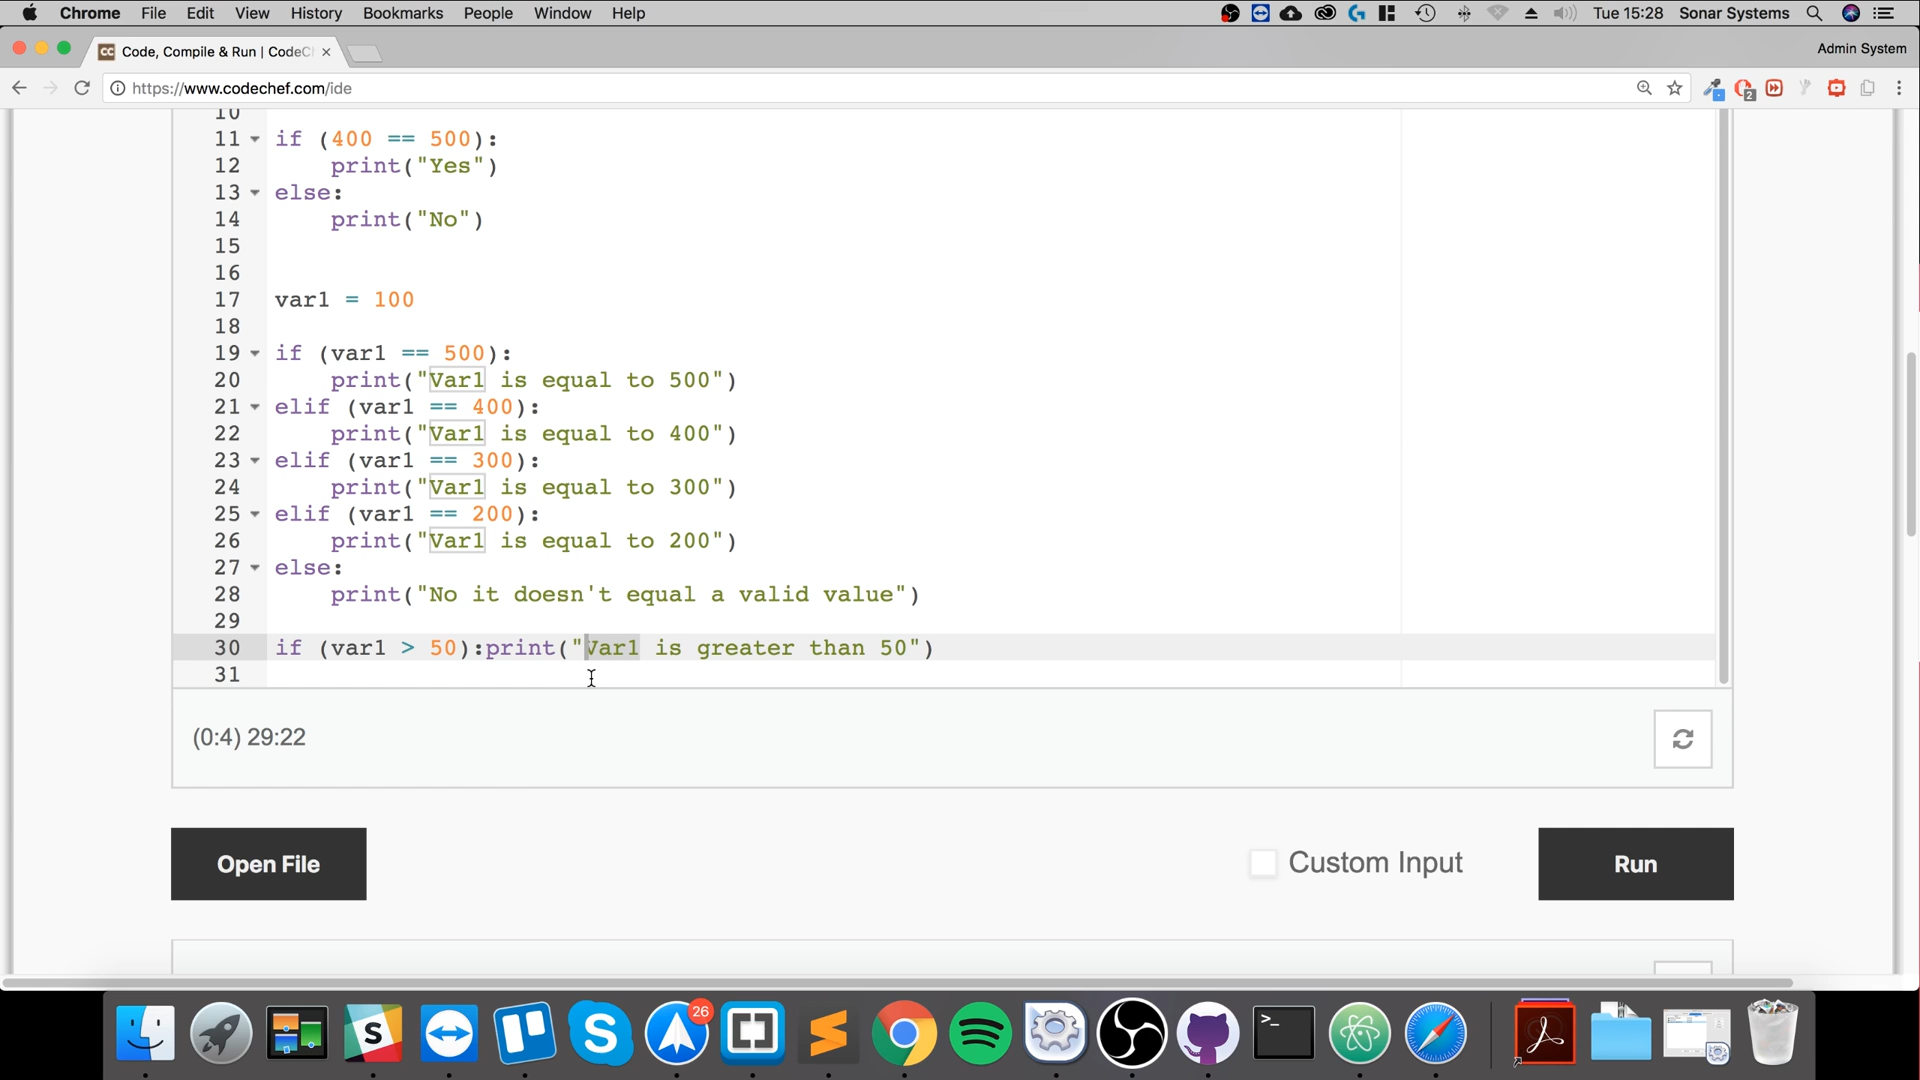 Chrome File Edit View History Bookmarks People Window Help Tue 15:28 Sonar Systems
Code, Compile & Run | CodeCh Admin System
https://www.codechef.com/ide 2
10
11 if (400 == 500):
12 print("Yes")
13 else:
14 print("No")
15
16
17 var1 = 100
18
19 if (var1 == 500):
20 print("Var1 is equal to 500")
21 elif (var1 == 400):
22 print("Var1 is equal to 400")
23 elif (var1 == 300):
24 print("Var1 is equal to 300")
25 elif (var1 == 200):
26 print("Var1 is equal to 200")
27 else:
28 print("No it doesn't equal a valid value")
29
30 if (var1 > 50):print("Var1 is greater than 50")
31
(0:4) 29:22
Open File Custom Input Run
26